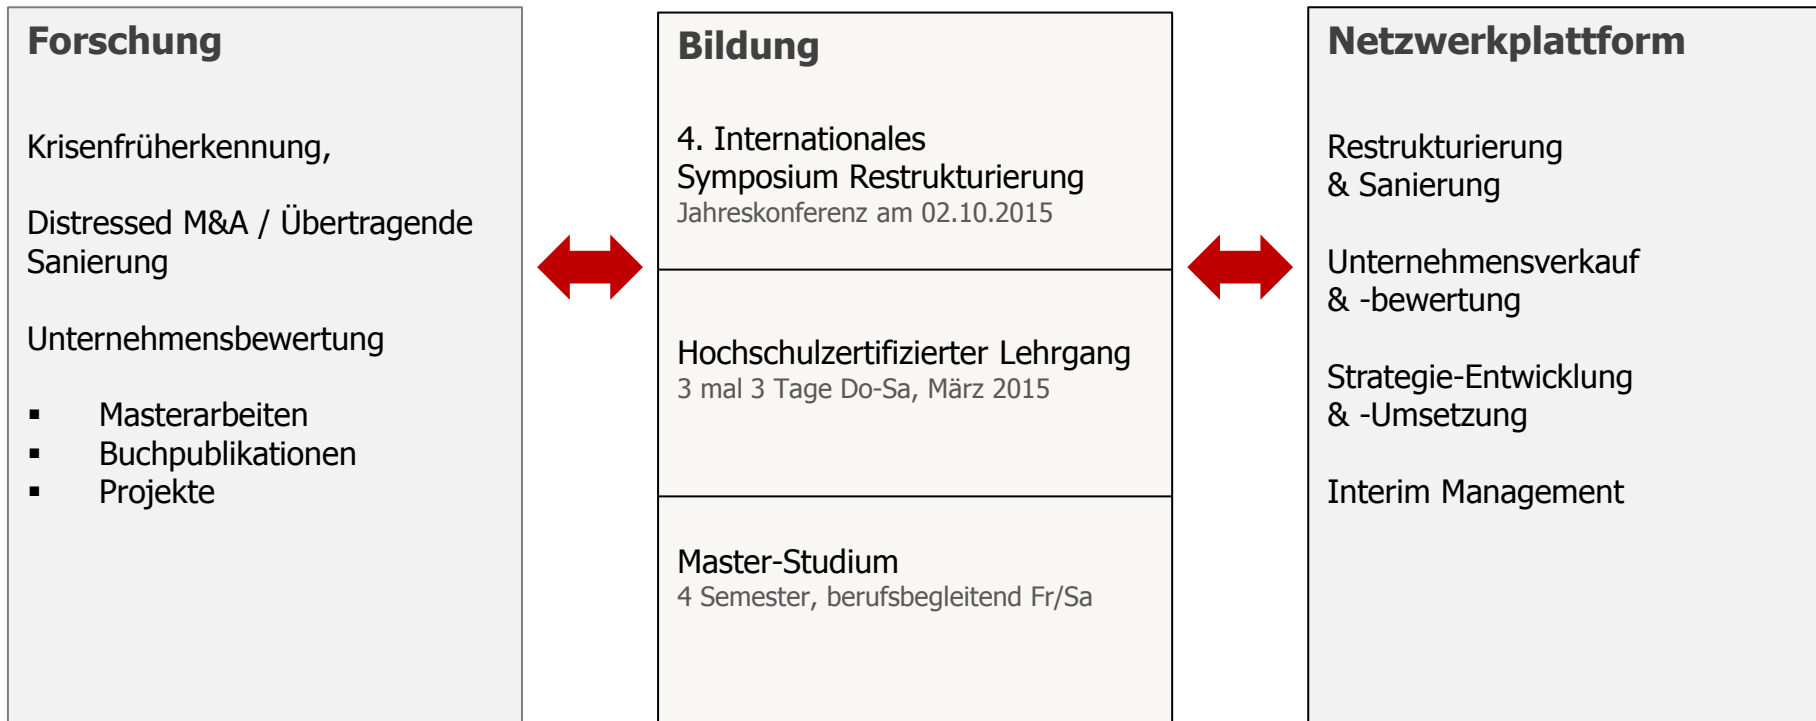 Forschung
Krisenfrüherkennung,
Distressed M&A / Übertragende
Sanierung
Unternehmensbewertung
▪ Masterarbeiten
▪ Buchpublikationen
▪ Projekte
Bildung
4. Internationales
Symposium Restrukturierung
Jahreskonferenz am 02.10.2015
Hochschulzertifizierter Lehrgang
3 mal 3 Tage Do-Sa, März 2015
Master-Studium
4 Semester, berufsbegleitend Fr/Sa
Netzwerkplattform
Restrukturierung
& Sanierung
Unternehmensverkauf
& -bewertung
Strategie-Entwicklung
& -Umsetzung
Interim Management